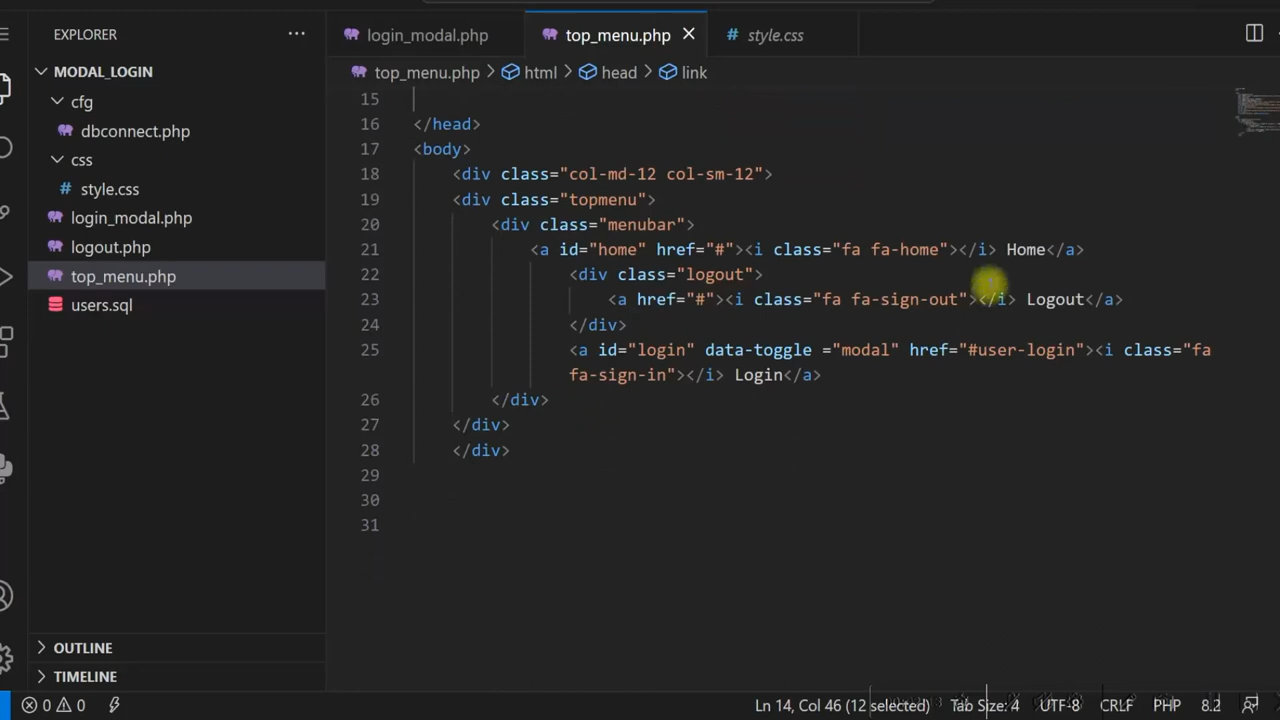 EXPLORER
login_modal.php
top_menu.php
style.css
MODAL_LOGIN
cfg
dbconnect.php
css
style.css
login_modal.php
logout.php
top_menu.php
users.sql
OUTLINE
TIMELINE
top_menu.php > html > head > link
15
16 </head>
17 <body>
18 <div class="col-md-12 col-sm-12">
19 <div class="topmenu">
20 <div class="menubar">
21 <a id="home" href="#"><i class="fa fa-home"></i> Home</a>
22 <div class="logout">
23 <a href="#"><i class="fa fa-sign-out"></i> Logout</a>
24 </div>
25 <a id="login" data-toggle ="modal" href="#user-login"><i class="fa
fa-sign-in"></i> Login</a>
26 </div>
27 </div>
28 </div>
29
30
31
0 0 Ln 14, Col 46 (12 selected) Tab Size: 4 UTF-8 CRLF PHP 8.2